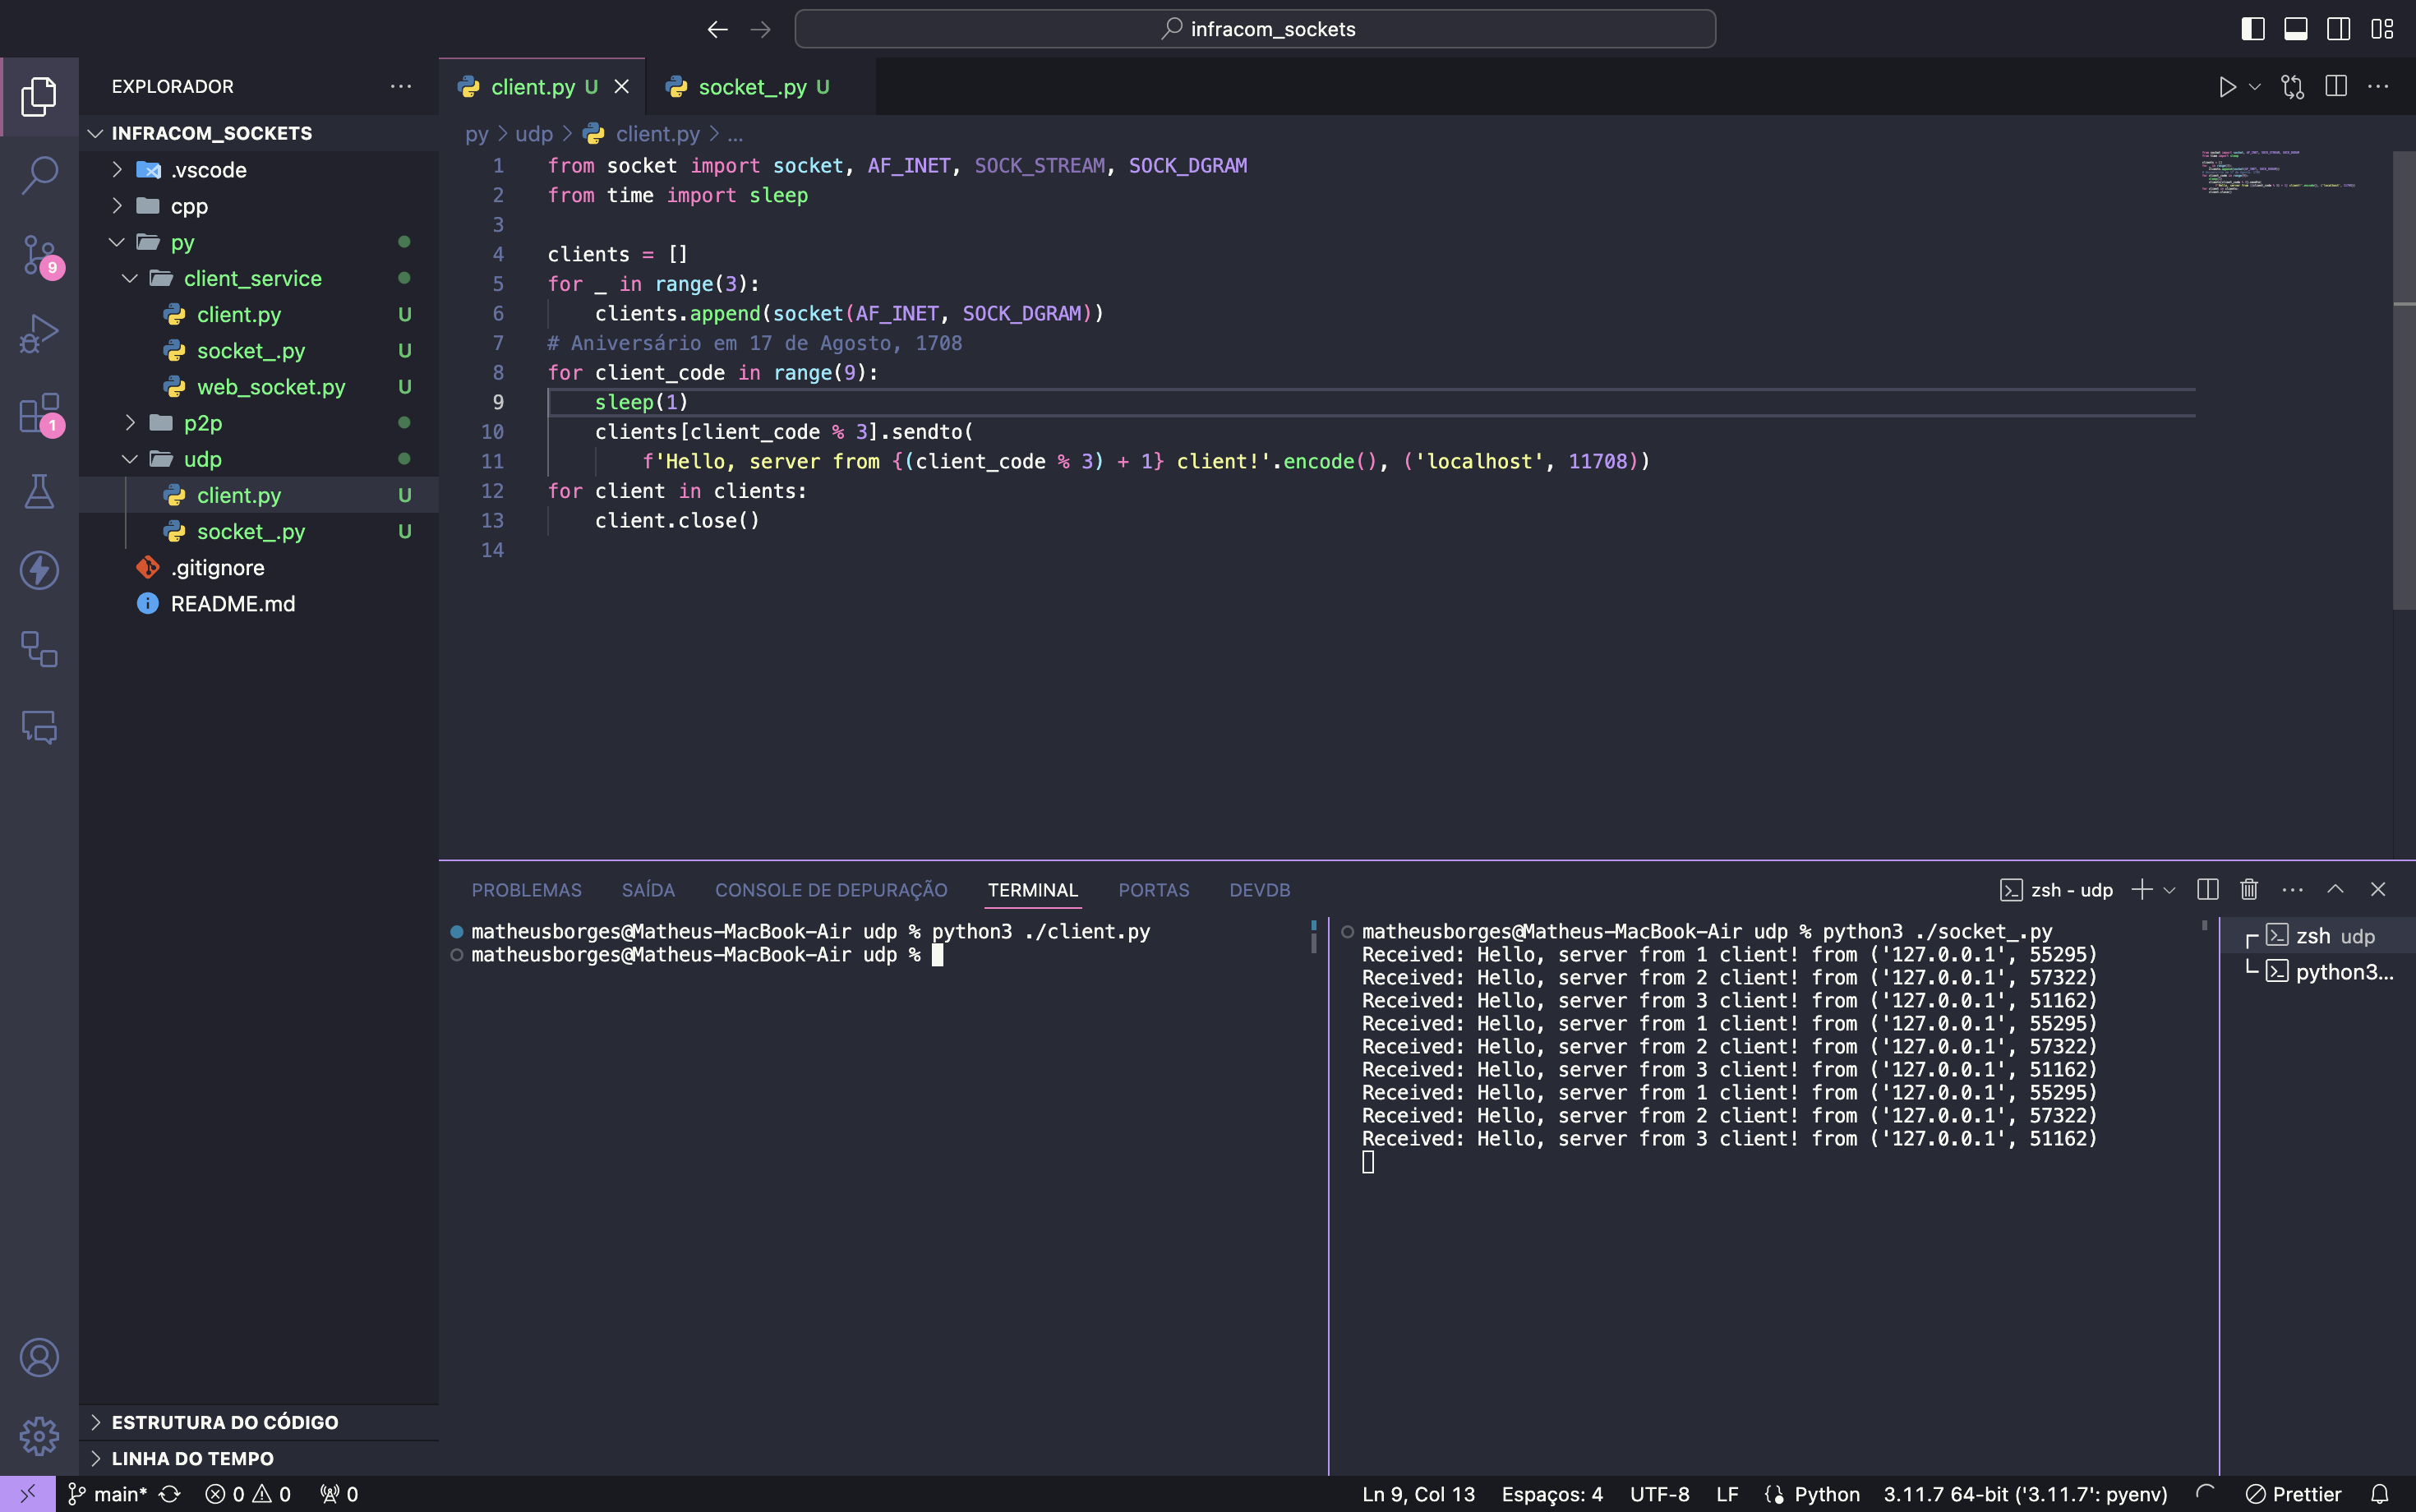 infracom_sockets
EXPLORADOR
INFRACOM_SOCKETS
.vscode
cpp
py
client_service
client.py U
socket_.py U
web_socket.py U
p2p
udp
client.py U
socket_.py U
.gitignore
README.md
ESTRUTURA DO CÓDIGO
LINHA DO TEMPO
9
1
client.py U
socket_.py U
py > udp > client.py > ...
1 from socket import socket, AF_INET, SOCK_STREAM, SOCK_DGRAM
2 from time import sleep
3
4 clients = []
5 for _ in range(3):
6     clients.append(socket(AF_INET, SOCK_DGRAM))
7 # Aniversário em 17 de Agosto, 1708
8 for client_code in range(9):
9     sleep(1)
10     clients[client_code % 3].sendto(
11         f'Hello, server from {(client_code % 3) + 1} client!'.encode(), ('localhost', 11708))
12 for client in clients:
13     client.close()
14
PROBLEMAS SAÍDA CONSOLE DE DEPURAÇÃO TERMINAL PORTAS DEVDB
zsh - udp
matheusborges@Matheus-MacBook-Air udp % python3 ./client.py
matheusborges@Matheus-MacBook-Air udp %
matheusborges@Matheus-MacBook-Air udp % python3 ./socket_.py
Received: Hello, server from 1 client! from ('127.0.0.1', 55295)
Received: Hello, server from 2 client! from ('127.0.0.1', 57322)
Received: Hello, server from 3 client! from ('127.0.0.1', 51162)
Received: Hello, server from 1 client! from ('127.0.0.1', 55295)
Received: Hello, server from 2 client! from ('127.0.0.1', 57322)
Received: Hello, server from 3 client! from ('127.0.0.1', 51162)
Received: Hello, server from 1 client! from ('127.0.0.1', 55295)
Received: Hello, server from 2 client! from ('127.0.0.1', 57322)
Received: Hello, server from 3 client! from ('127.0.0.1', 51162)
zsh udp
python3...
main* 0 0 0
Ln 9, Col 13 Espaços: 4 UTF-8 LF Python 3.11.7 64-bit ('3.11.7': pyenv) Prettier